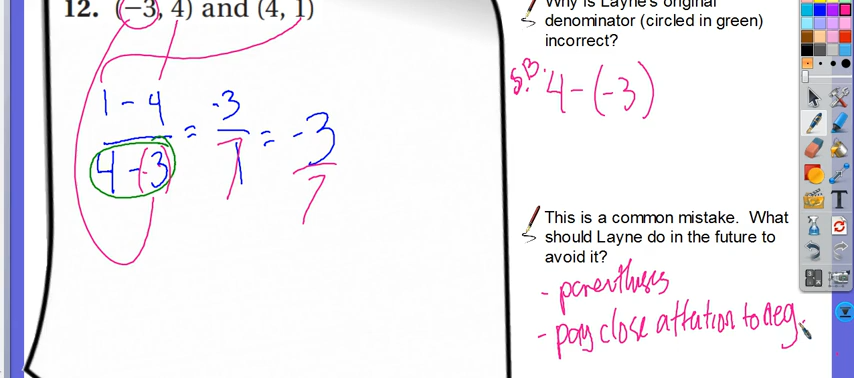 12. (−3, 4) and (4, 1)
1 - 4
4 - (-3)
= -3
7
= -3
7
Why is Layne's original
denominator (circled in green)
incorrect?
S.B. 4 - (-3)
This is a common mistake. What
should Layne do in the future to
avoid it?
- parentheses
- pay close attention to neg.
T